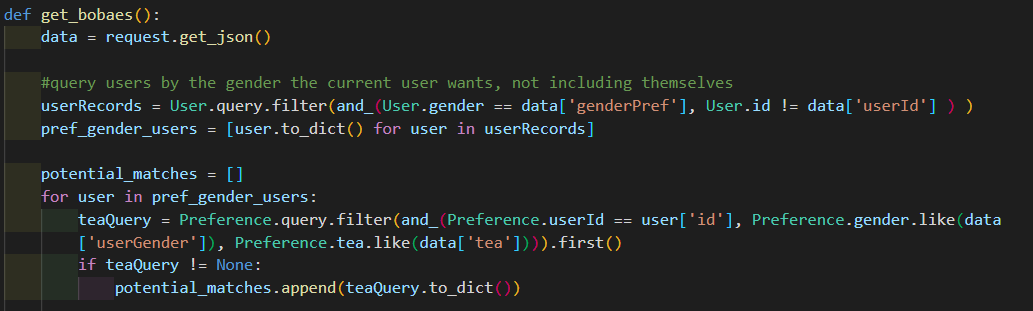 def get_bobaes():
    data = request.get_json()

    #query users by the gender the current user wants, not including themselves
    userRecords = User.query.filter(and_(User.gender == data['genderPref'], User.id != data['userId'] ) )
    pref_gender_users = [user.to_dict() for user in userRecords]

    potential_matches = []
    for user in pref_gender_users:
        teaQuery = Preference.query.filter(and_(Preference.userId == user['id'], Preference.gender.like(data
        ['userGender']), Preference.tea.like(data['tea']))).first()
        if teaQuery != None:
            potential_matches.append(teaQuery.to_dict())